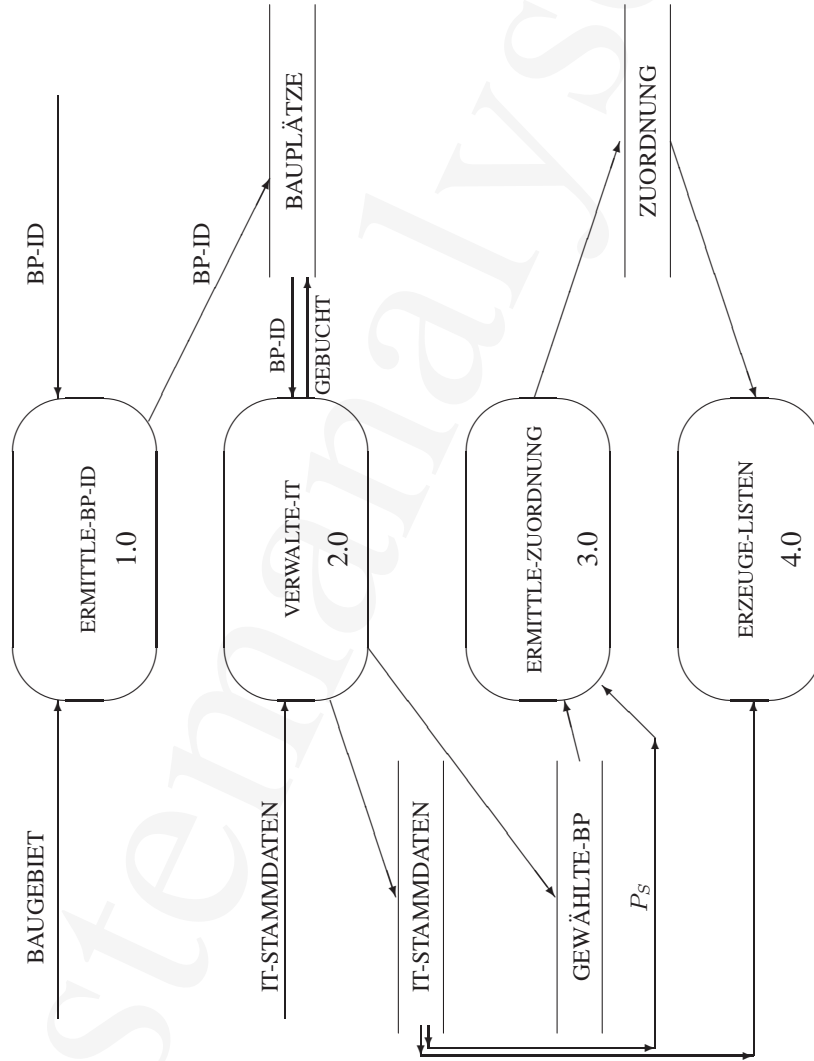 BAUGEBIET
ERMITTLE-BP-ID
1.0
BP-ID
BP-ID
IT-STAMMDATEN
VERWALTE-IT
2.0
BP-ID
GEBUCHT
BAUPLÄTZE
IT-STAMMDATEN
GEWÄHLTE-BP
ERMITTLE-ZUORDNUNG
3.0
P_S
ERZEUGE-LISTEN
4.0
ZUORDNUNG
stemanalys